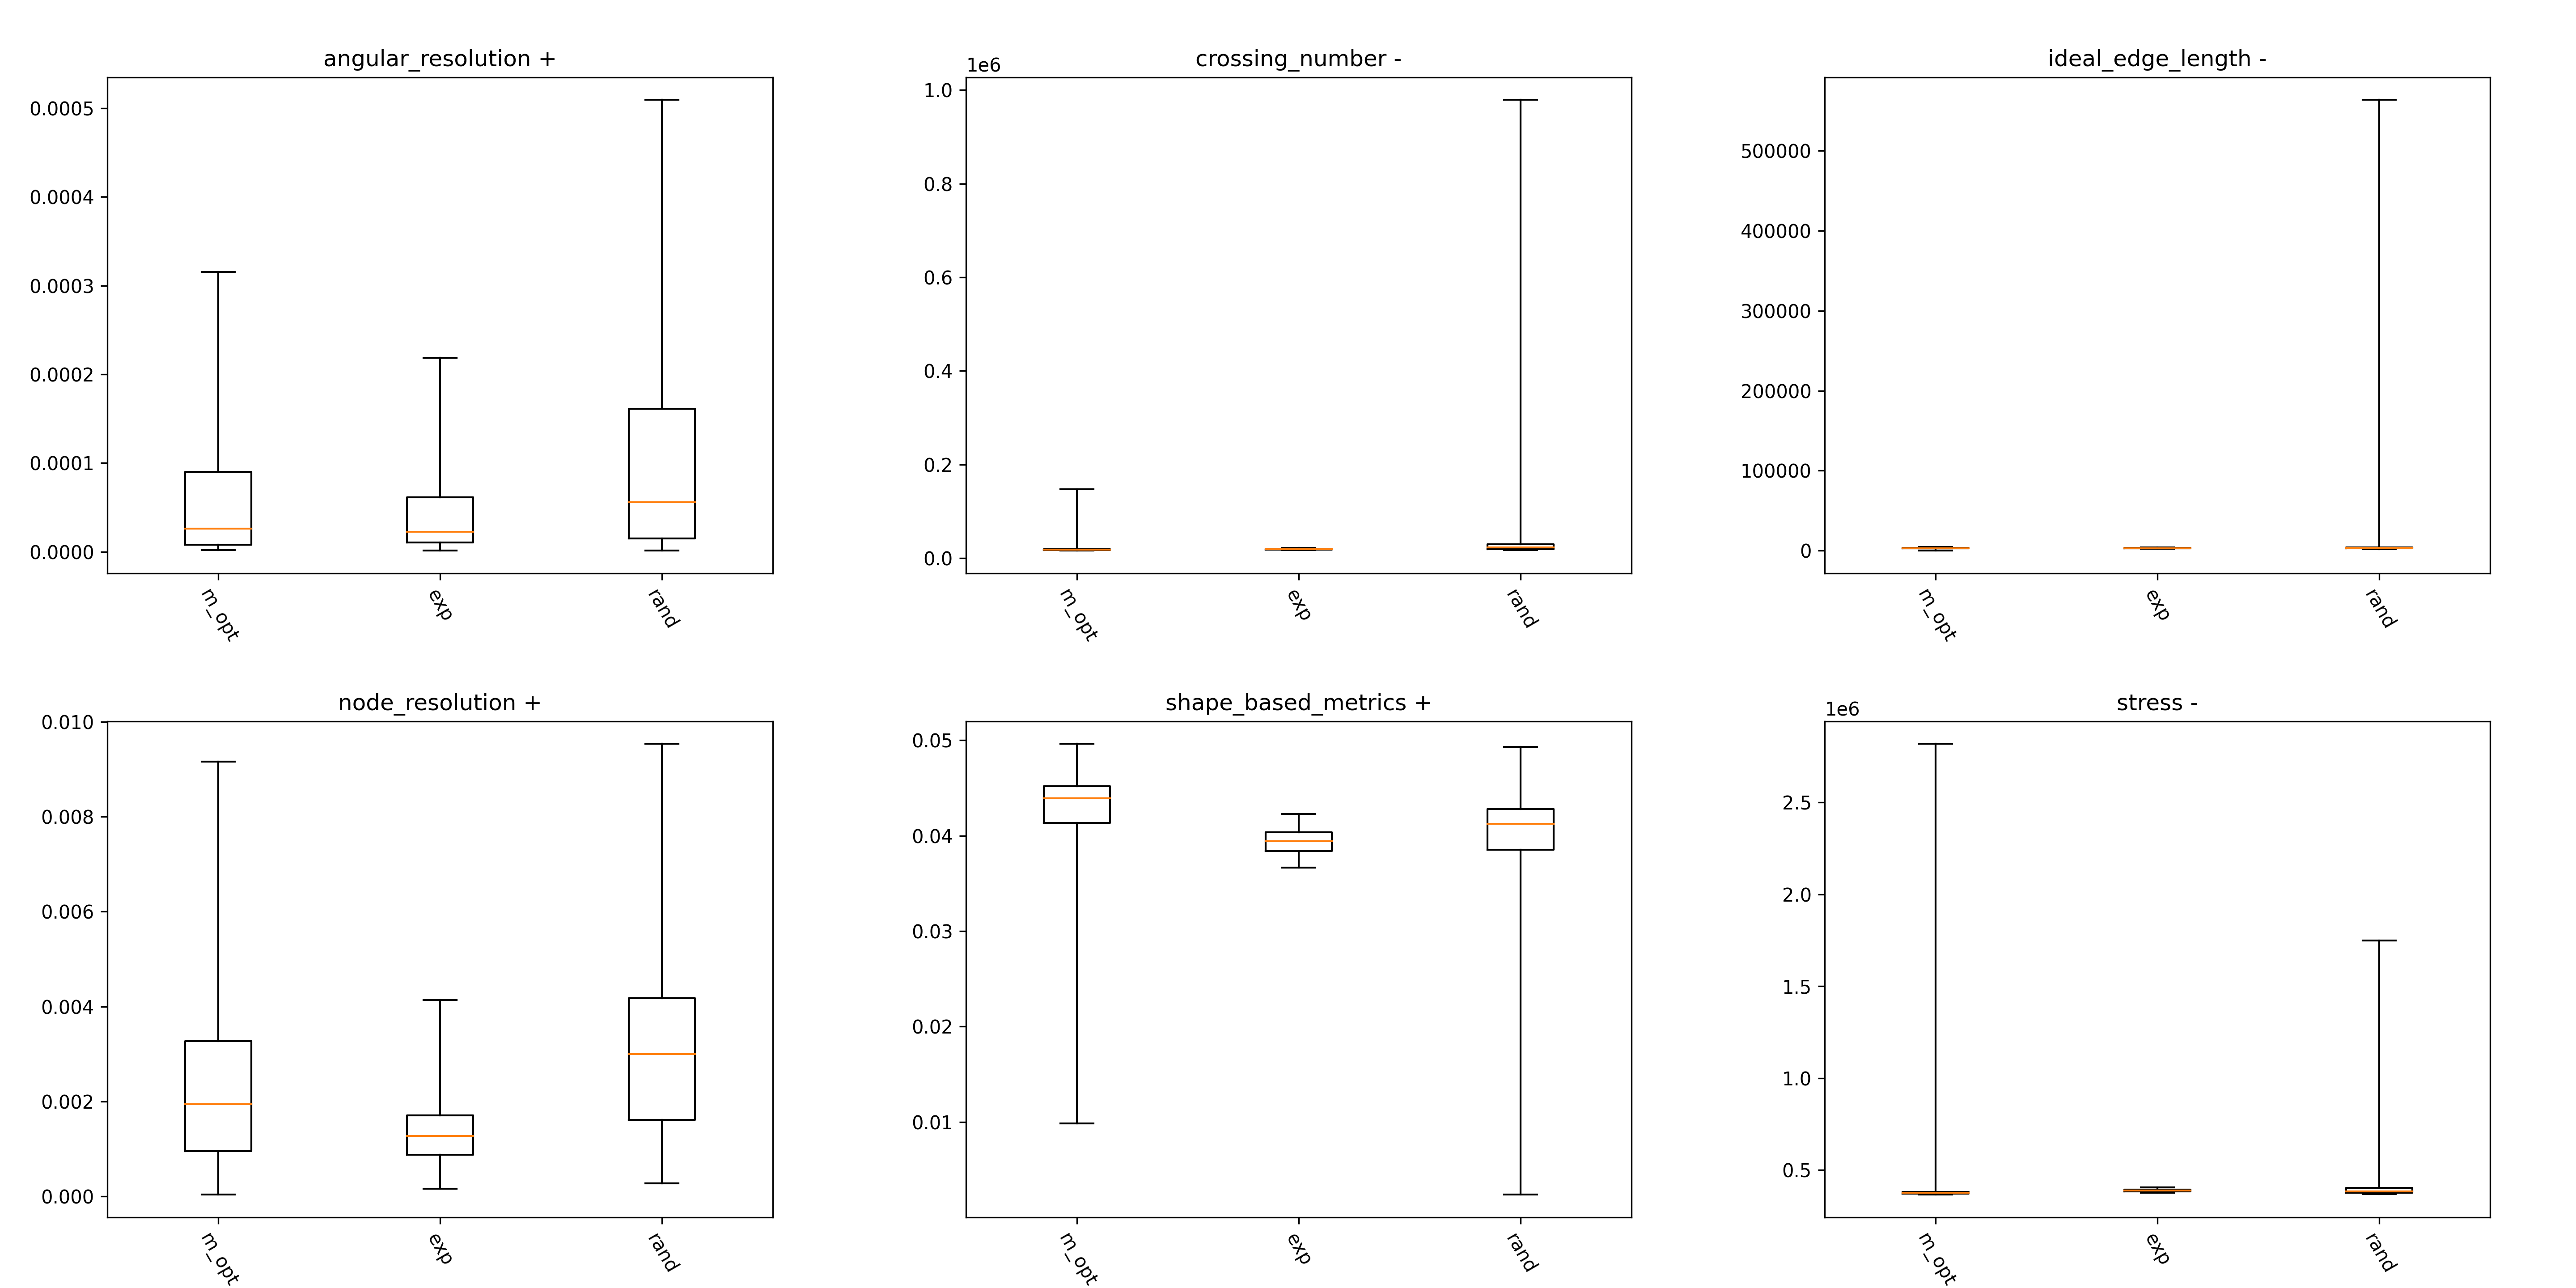 angular_resolution +
0.0005
0.0004
0.0003
0.0002
0.0001
0.0000
m_opt
exp
rand
crossing_number -
1e6
1.0
0.8
0.6
0.4
0.2
0.0
m_opt
exp
rand
ideal_edge_length -
500000
400000
300000
200000
100000
0
m_opt
exp
rand
node_resolution +
0.010
0.008
0.006
0.004
0.002
0.000
m_opt
exp
rand
shape_based_metrics +
0.05
0.04
0.03
0.02
0.01
m_opt
exp
rand
stress -
1e6
2.5
2.0
1.5
1.0
0.5
m_opt
exp
rand